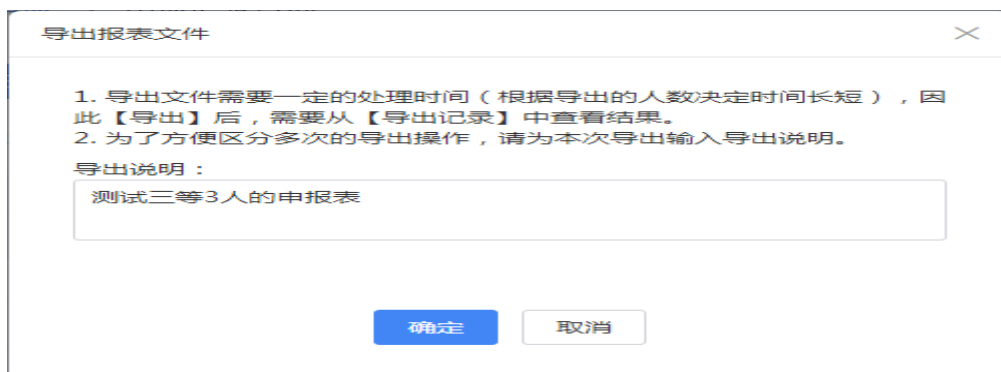 导出报表文件
1. 导出文件需要一定的处理时间（根据导出的人数决定时间长短），因
此【导出】后，需要从【导出记录】中查看结果。
2. 为了方便区分多次的导出操作，请为本次导出输入导出说明。
导出说明：
测试三等3人的申报表
确定 取消